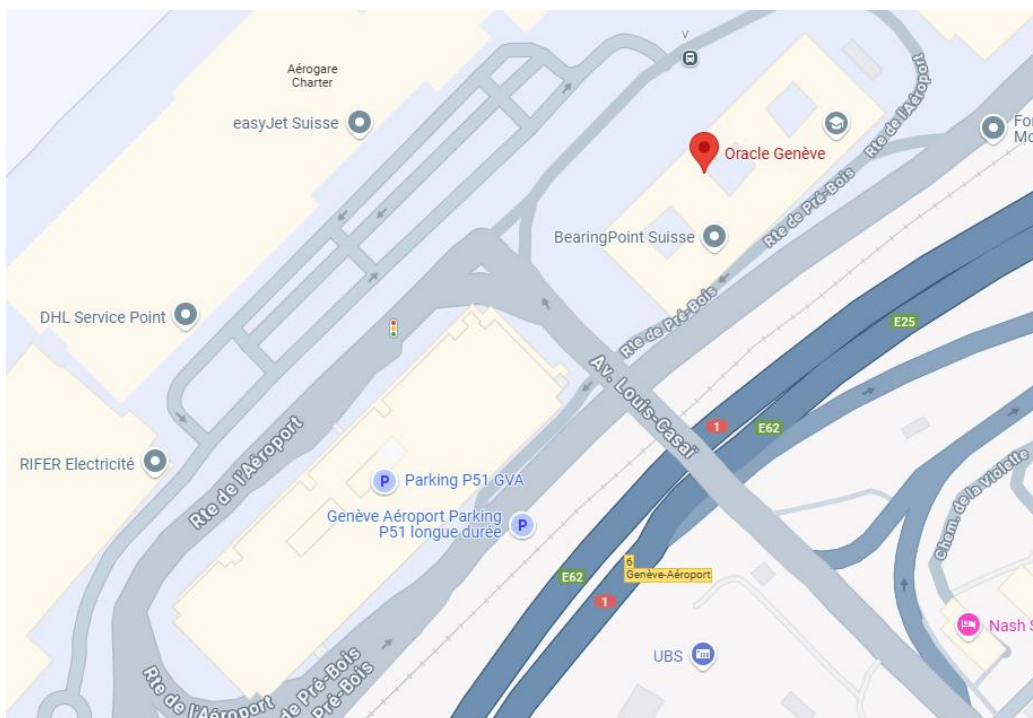 V
Aérogare
Charter
easyJet Suisse
Rte de l'Aéroport
Oracle Genève
Rte de Pré-Bois
BearingPoint Suisse
DHL Service Point
Rte de Pré-Bois
E25
Av. Louis-Casaï
1
E62
RIFER Electricité
Rte de l'Aéroport
P
Parking P51 GVA
Genève Aéroport Parking
P51 longue durée
P
Chem. de la Violette
6
Genève-Aéroport
E62
1
Nash
UBS
Rte de l'Aéroport
de Pré-Bois
Pré-Bois